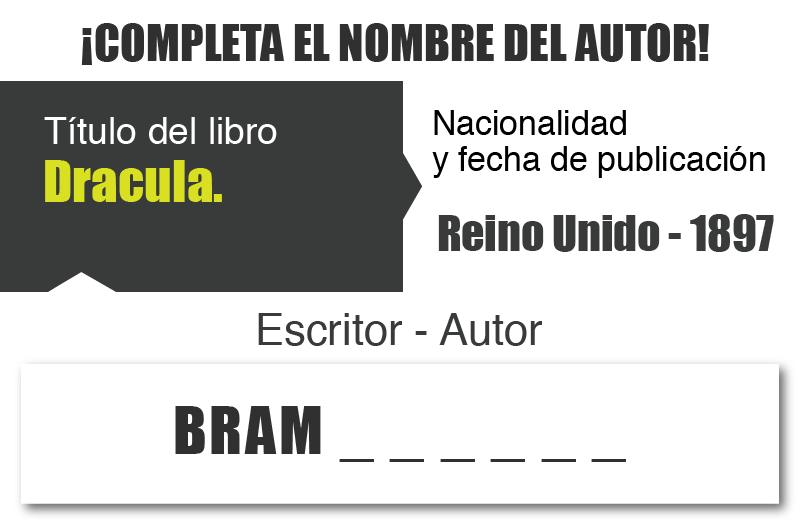 ¡COMPLETA EL NOMBRE DEL AUTOR!
Título del libro
Dracula.
Nacionalidad
y fecha de publicación
Reino Unido - 1897
Escritor - Autor
BRAM _ _ _ _ _ _